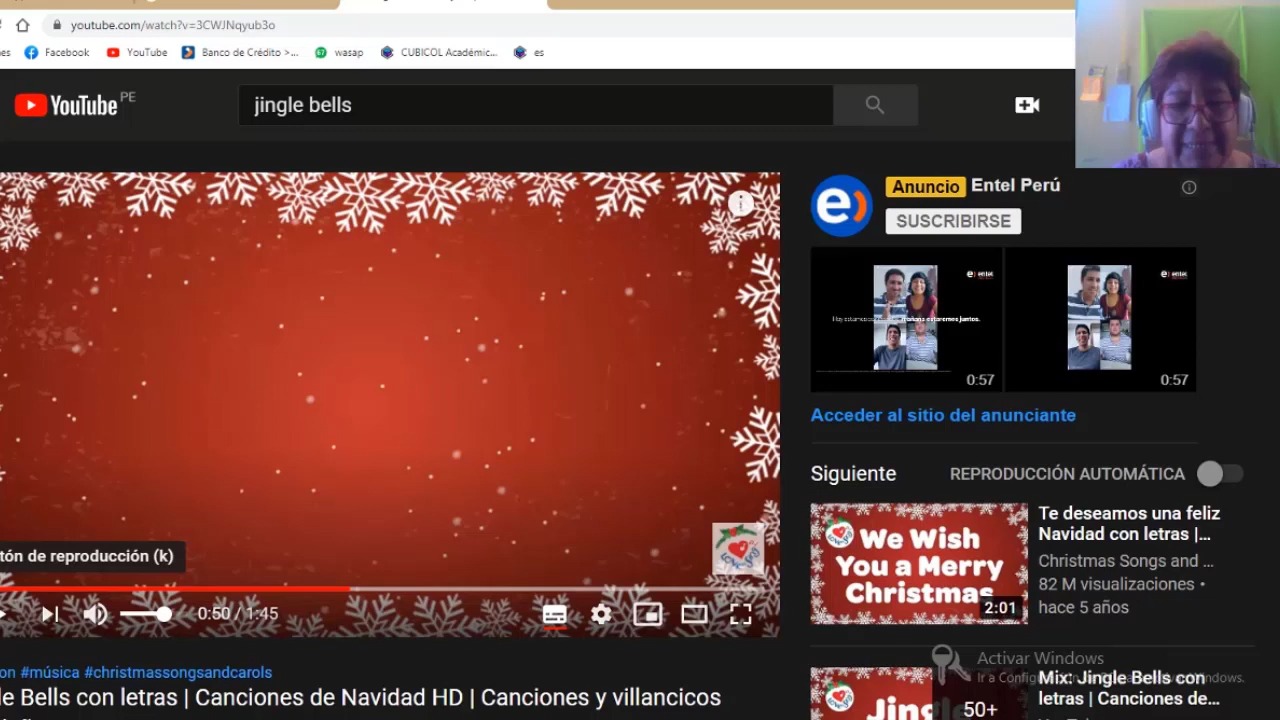 youtube.com/watch?v=3CWJNqyub3o
Facebook
YouTube
Banco de Crédito >...
wasap
CUBICOL Académic...
es
YouTube PE
jingle bells
Anuncio Entel Perú
SUSCRIBIRSE
0:57
0:57
Acceder al sitio del anunciante
Siguiente
REPRODUCCIÓN AUTOMÁTICA
We Wish
You a Merry
Christmas
2:01
Te deseamos una feliz
Navidad con letras |...
Christmas Songs and ...
82 M visualizaciones •
hace 5 años
tón de reproducción (k)
0:50 / 1:45
on #música #christmassongsandcarols
le Bells con letras | Canciones de Navidad HD | Canciones y villancicos
Activar Windows
Jingle
50+
Mix: Jingle Bells con
letras | Canciones de...